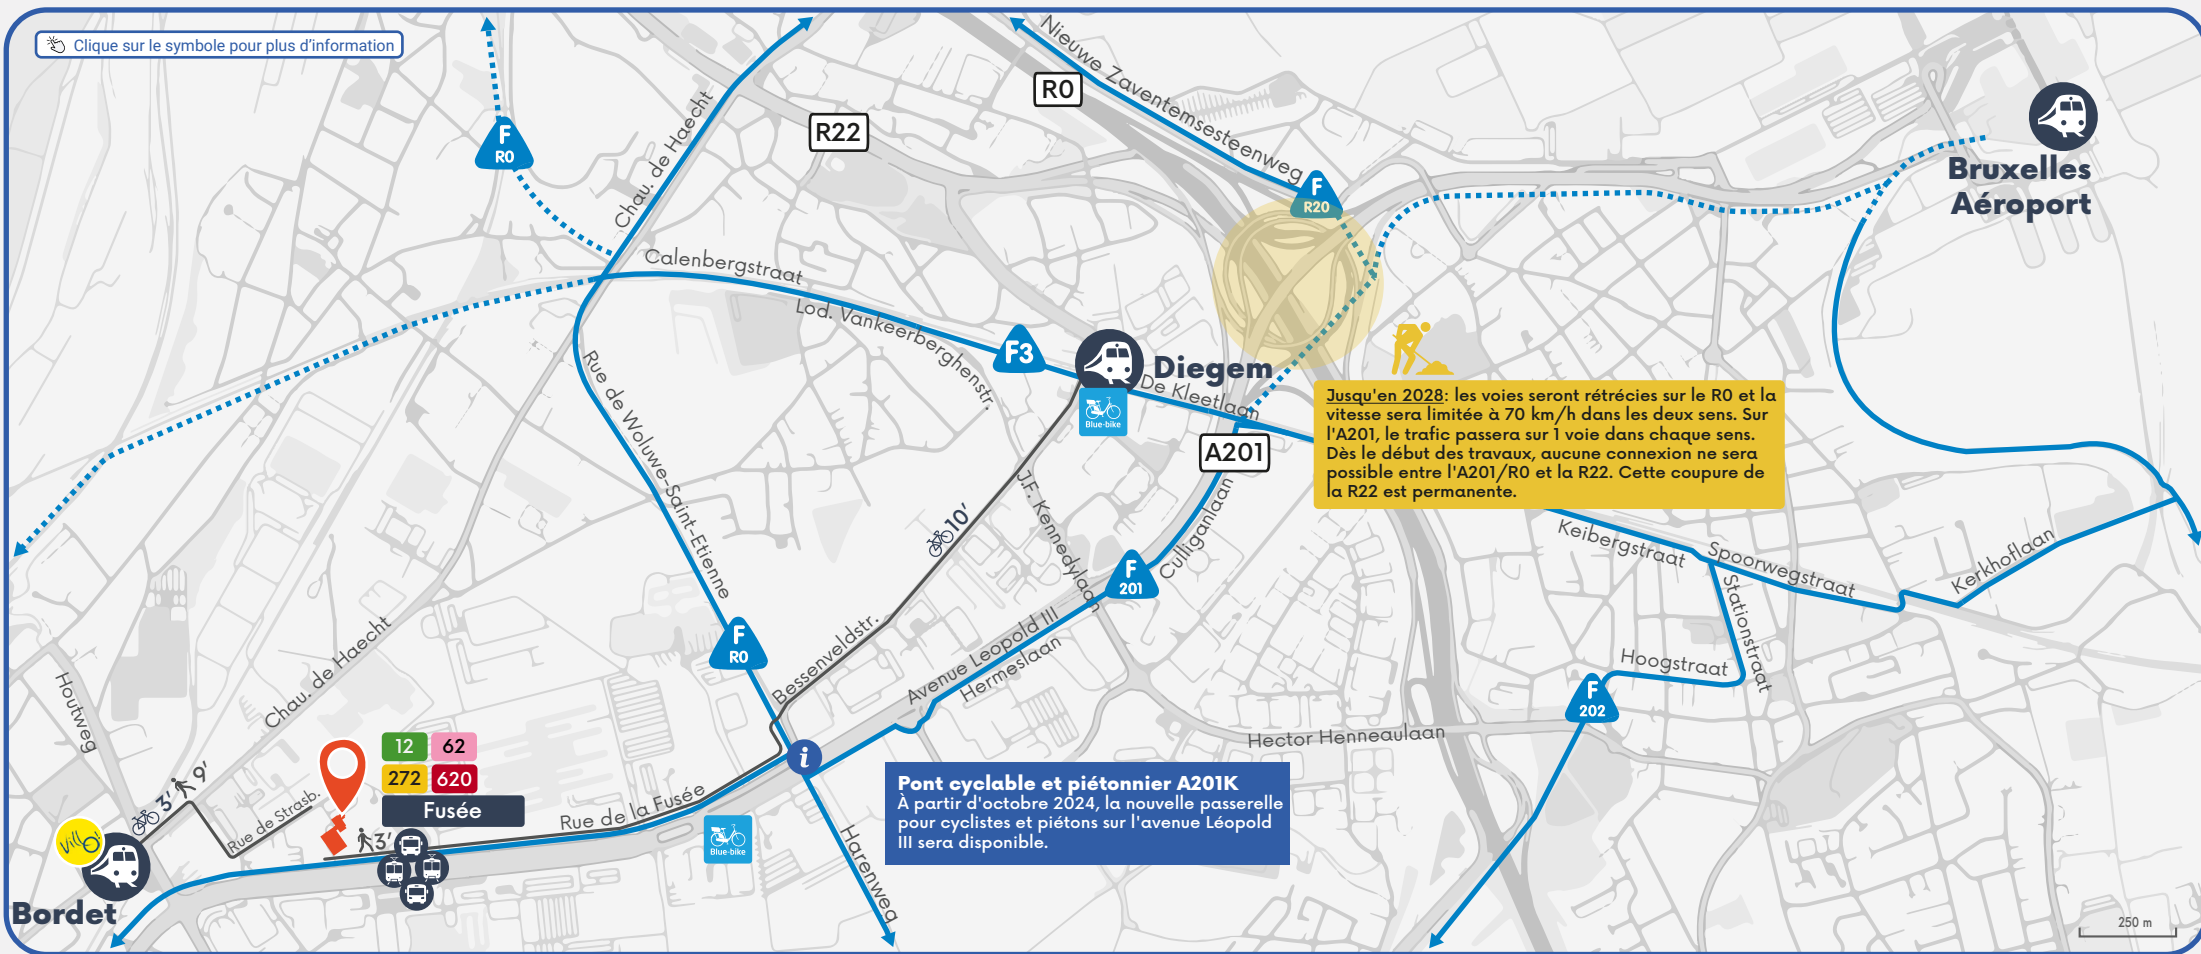 Clique sur le symbole pour plus d'information
Nieuwe Zaventemsesteenweg
R0
R22
Chau. de Haecht
F
R0
F
R20
Bruxelles
Aéroport
Calenbergstraat
Lod. Vankeerberghenstr.
F3
Diegem
De Kleetlaan
Blue-bike
A201
Jusqu'en 2028: les voies seront rétrécies sur le R0 et la
vitesse sera limitée à 70 km/h dans les deux sens. Sur
l'A201, le trafic passera sur 1 voie dans chaque sens.
Dès le début des travaux, aucune connexion ne sera
possible entre l'A201/R0 et la R22. Cette coupure de
la R22 est permanente.
Rue de Woluwe-Saint-Etienne
10'
J.F. Kennedylaan
Culliganlaan
F
201
Keibergstraat
Spoorwegstraat
Kerkhoflaan
Stationstraat
Hoogstraat
F
202
F
R0
Bessenveldstr.
Avenue Leopold III
Hermeslaan
Hector Henneaulaan
Houtweg
Chau. de Haecht
12
62
272
620
Fusée
3'
9'
Rue de Strasb.
3'
Rue de la Fusée
i
Pont cyclable et piétonnier A201K
À partir d'octobre 2024, la nouvelle passerelle
pour cyclistes et piétons sur l'avenue Léopold
III sera disponible.
Blue-bike
Harenweg
villo!
Bordet
250 m